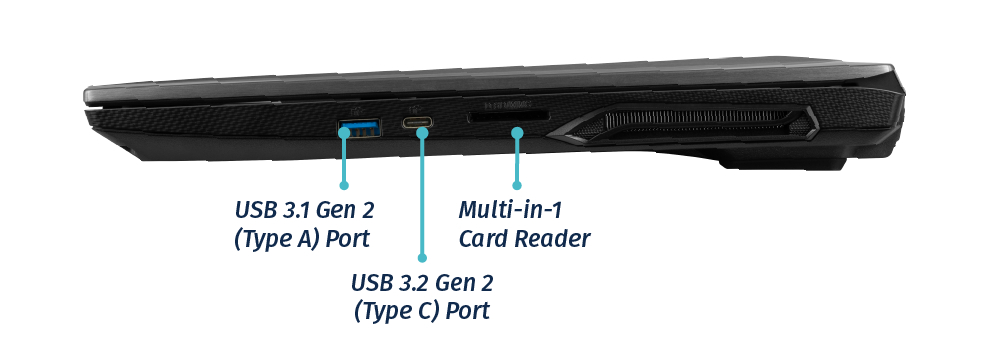 USB 3.1 Gen 2
(Type A) Port
Multi-in-1
Card Reader
USB 3.2 Gen 2
(Type C) Port